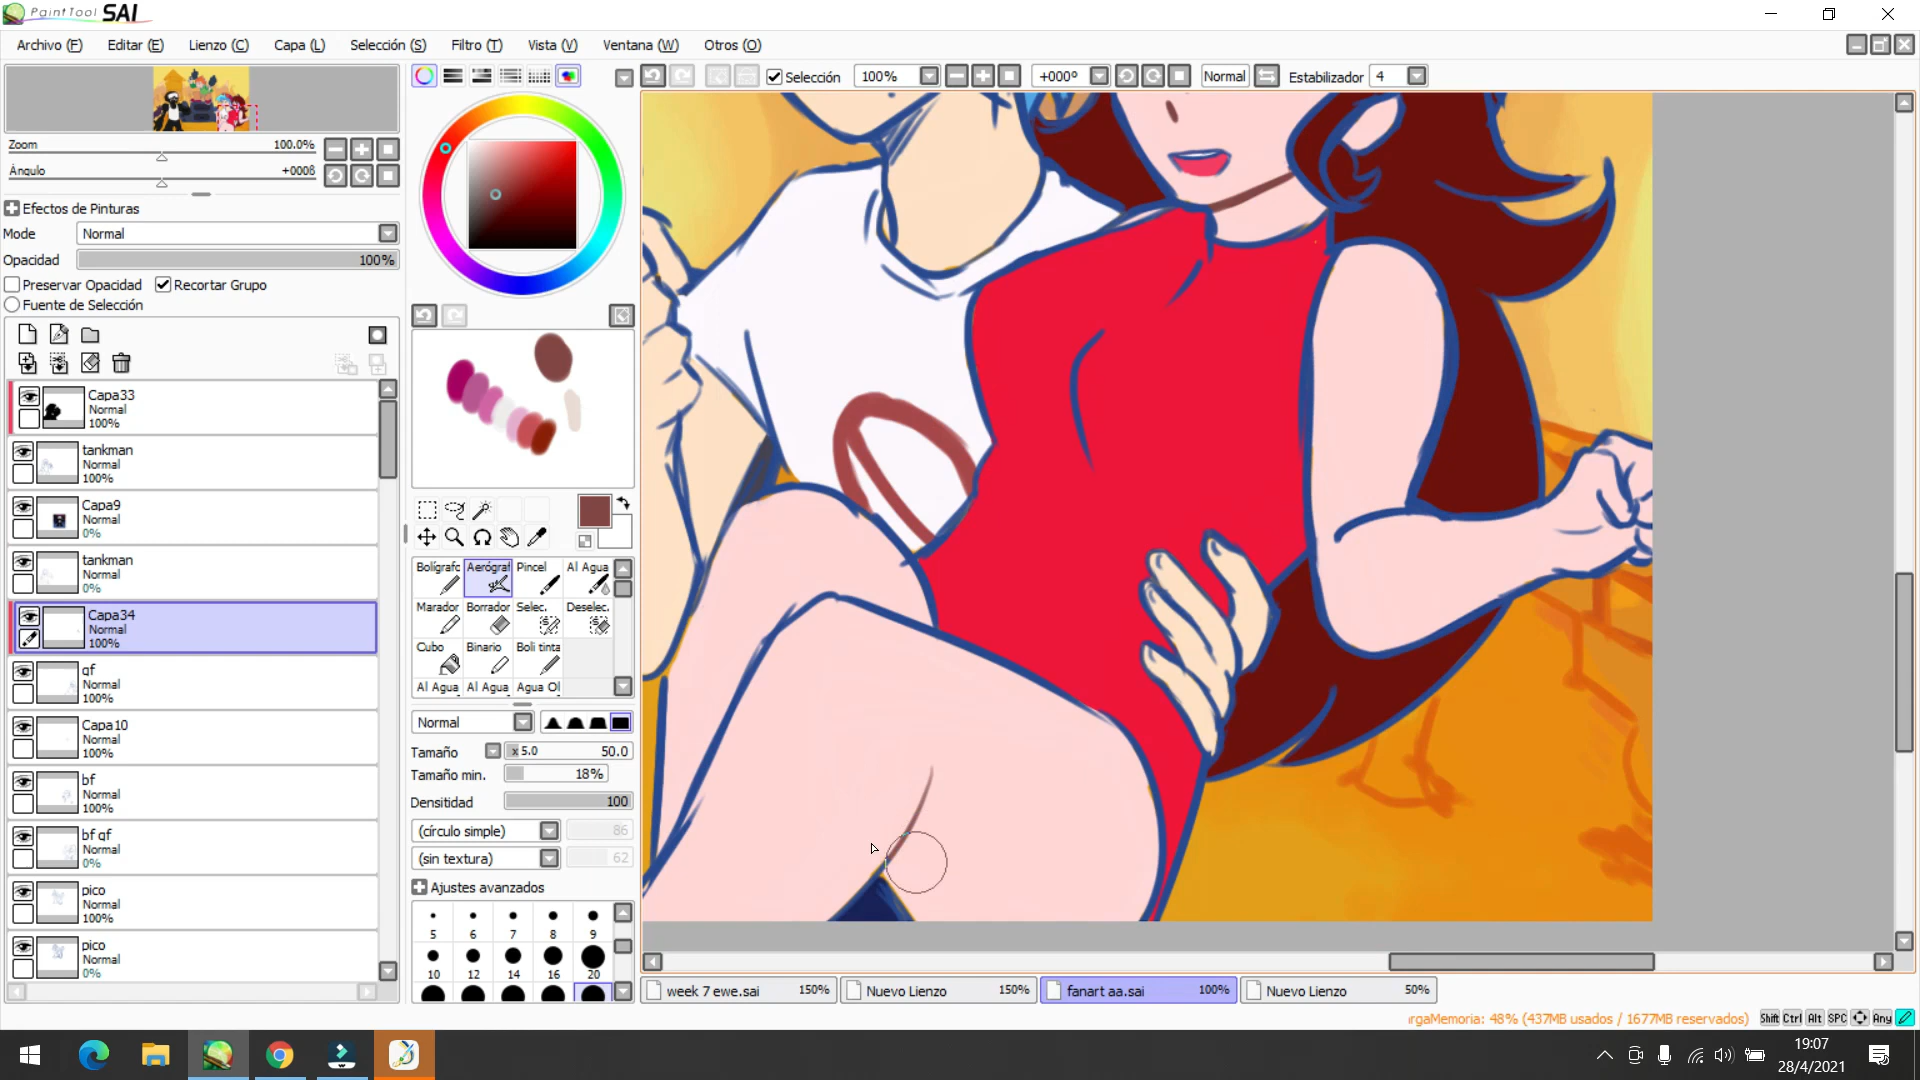 PaintTool SAI
Archivo (F) Editar (E) Lienzo (C) Capa (L) Selección (S) Filtro (T) Vista (V) Ventana (W) Otros (O)
Selección 100% +000º Normal Estabilizador 4
Zoom 100.0%
Ángulo
Efectos de Pinturas
Mode Normal
Opacidad 100%
Preservar Opacidad Recortar Grupo
Fuente de Selección
Capa33
Normal
100%
tankman
Normal
100%
Capa9
Normal
0%
tankman
Normal
0%
Capa34
Normal
100%
gf
Normal
100%
Capa10
Normal
100%
bf
Normal
100%
bf gf
Normal
0%
pico
Normal
100%
pico
Normal
0%
Bolígrafo Aerógraf Pincel Al Agua
Marador Borrador Selec. Deselec.
Cubo Binario Boli tinta
Al Agua Al Agua Agua Ol
Normal
Tamaño x 5.0 50.0
Tamaño min. 18%
Densitidad 100
(círculo simple) 86
(sin textura) 62
Ajustes avanzados
5 6 7 8 9
10 12 14 16 20
week 7 ewe.sai 150% Nuevo Lienzo 150% fanart aa.sai 100% Nuevo Lienzo 50%
rgaMemoria: 48% (437MB usados / 1677MB reservados) Shift Ctrl Alt SPC Any
19:07
28/4/2021